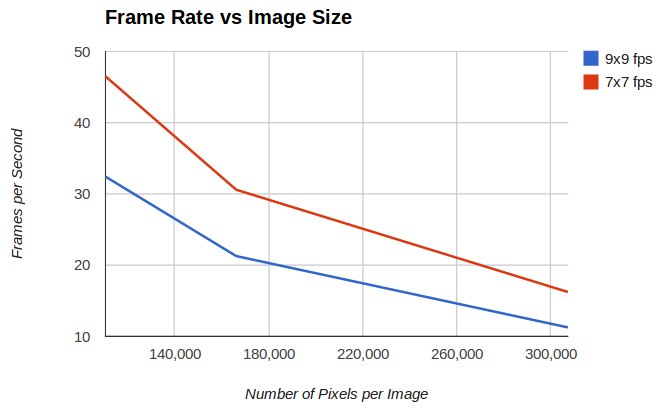 Frame Rate vs Image Size
50
40
30
20
10
Frames per Second
140,000
180,000
220,000
260,000
300,000
Number of Pixels per Image
9x9 fps
7x7 fps